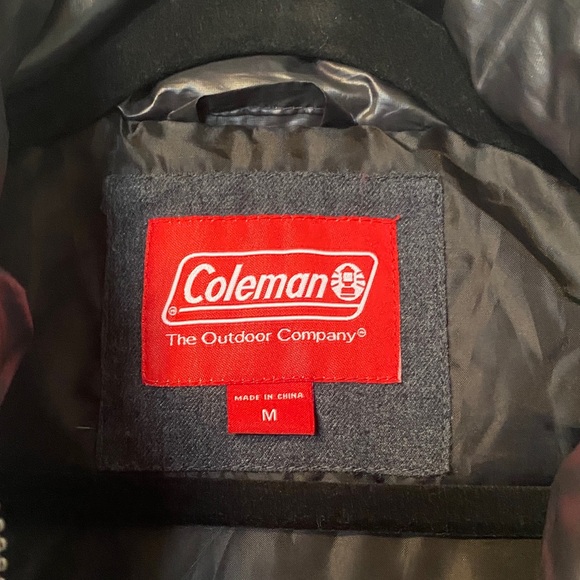 Coleman
The Outdoor Company®
MADE IN CHINA
M